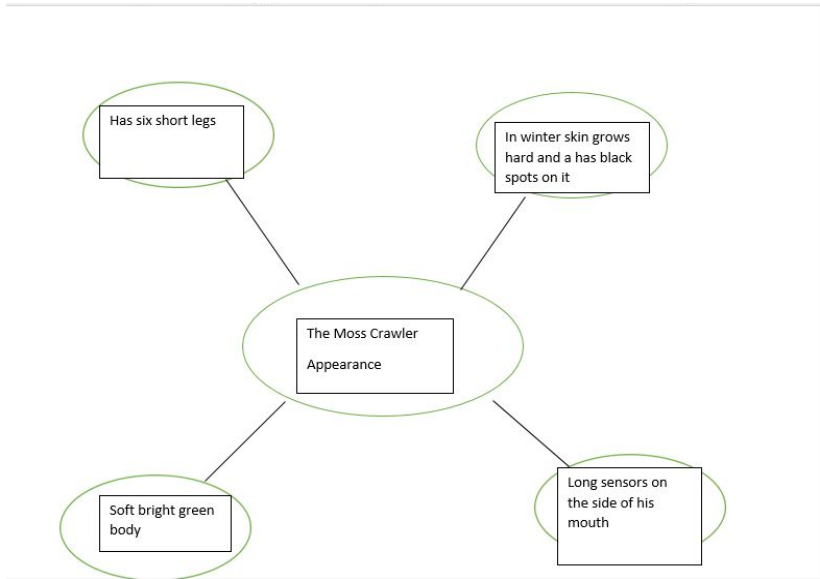 Has six short legs
In winter skin grows
hard and a has black
spots on it
The Moss Crawler
Appearance
Soft bright green
body
Long sensors on
the side of his
mouth